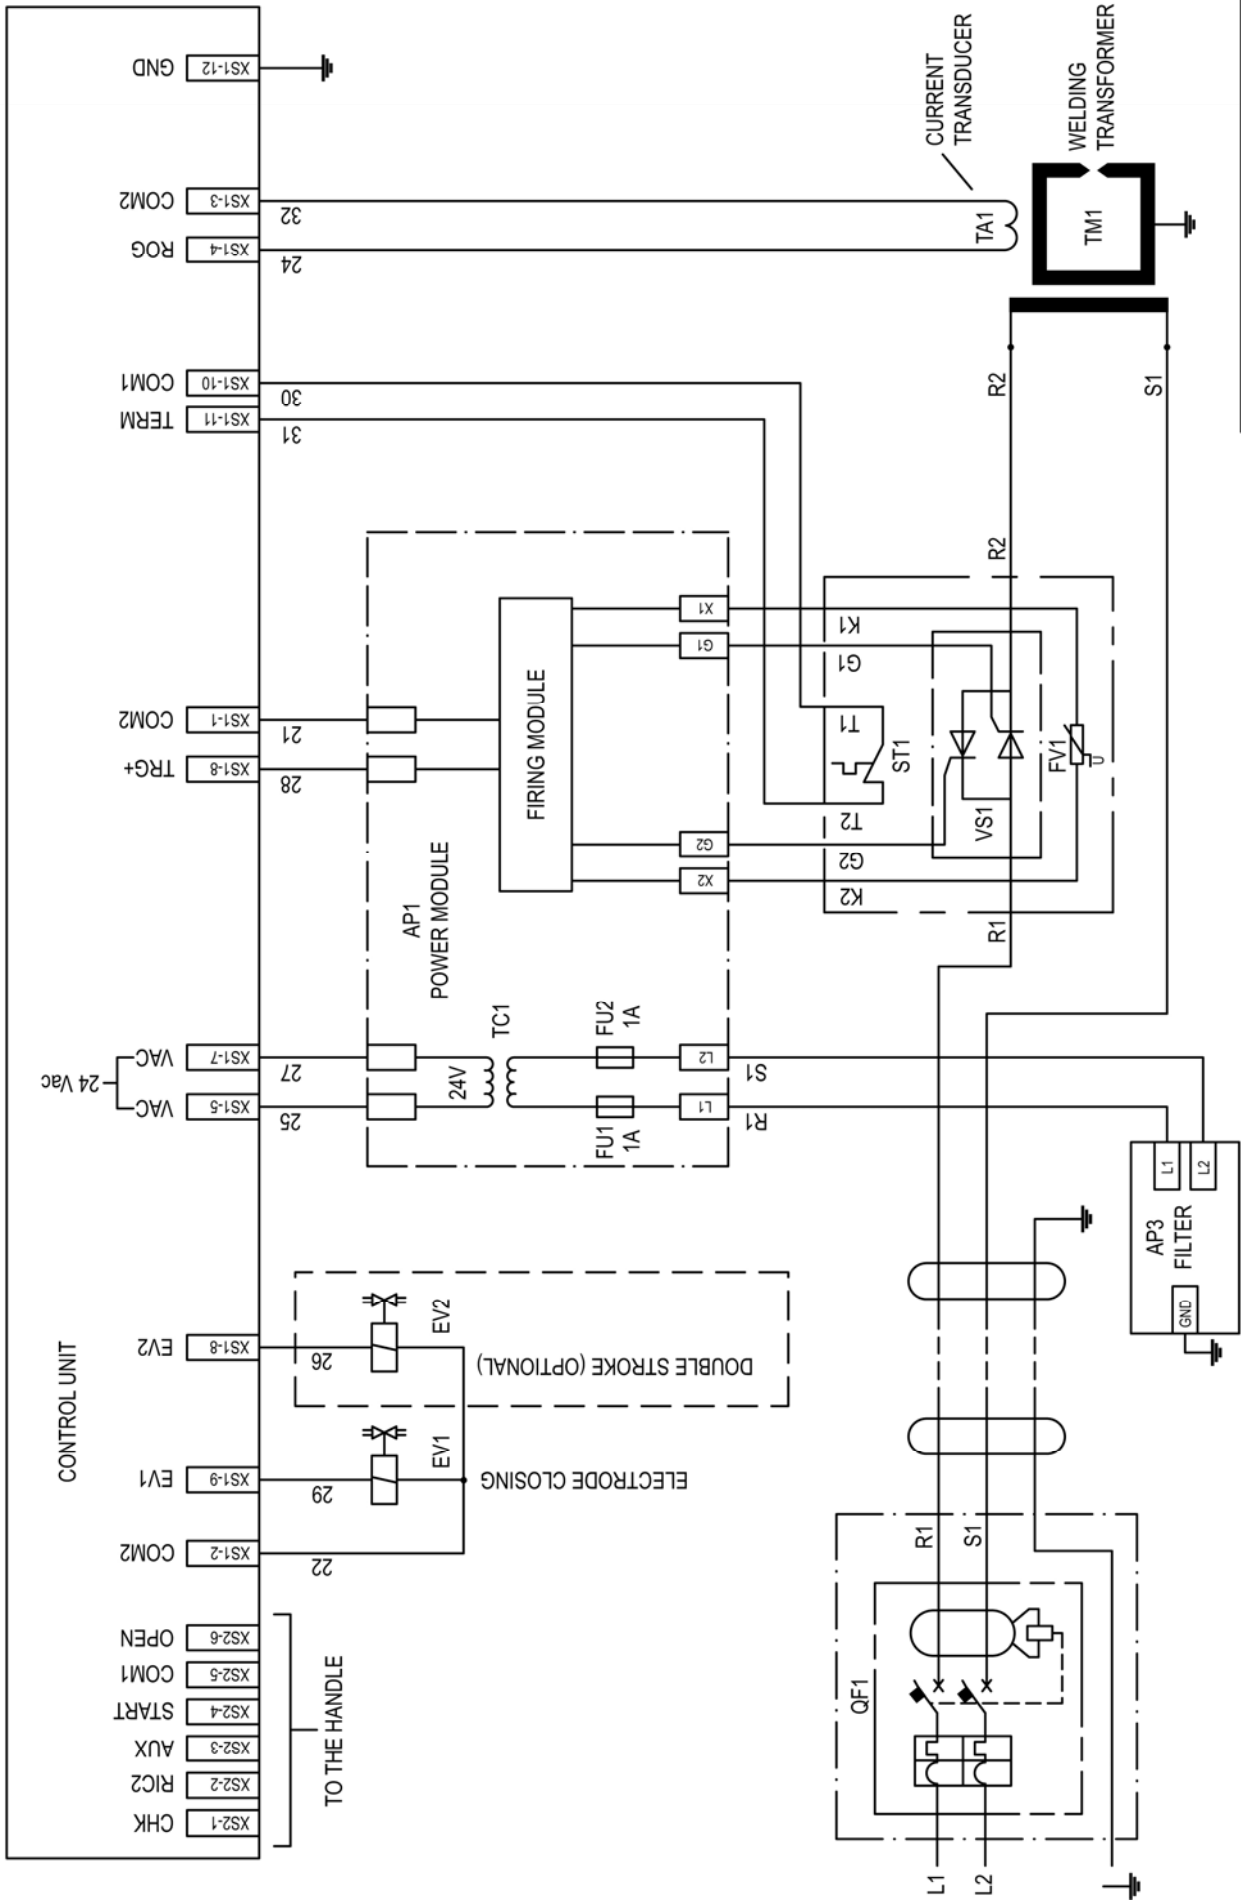 CONTROL UNIT
GND
XS1-12
COM2
XS1-3
32
ROG
XS1-4
24
COM1
XS1-10
30
TERM
XS1-11
31
COM2
XS1-1
21
TRG+
XS1-8
28
24 Vac
VAC
XS1-7
27
VAC
XS1-5
25
EV2
XS1-8
26
EV1
XS1-9
29
COM2
XS1-2
22
OPEN
XS2-6
COM1
XS2-5
START
XS2-4
AUX
XS2-3
RIC2
XS2-2
CHK
XS2-1
TO THE HANDLE
EV2
DOUBLE STROKE (OPTIONAL)
EV1
ELECTRODE CLOSING
AP1
POWER MODULE
FIRING MODULE
X1
G1
G2
X2
24V
TC1
FU2
1A
FU1
1A
L2
L1
S1
R1
K1
G1
T1
ST1
T2
G2
K2
VS1
FV1
U
R1
R2
R2
S1
CURRENT
TRANSDUCER
TA1
WELDING
TRANSFORMER
TM1
AP3
FILTER
L1
L2
GND
R1
S1
QF1
L1
L2